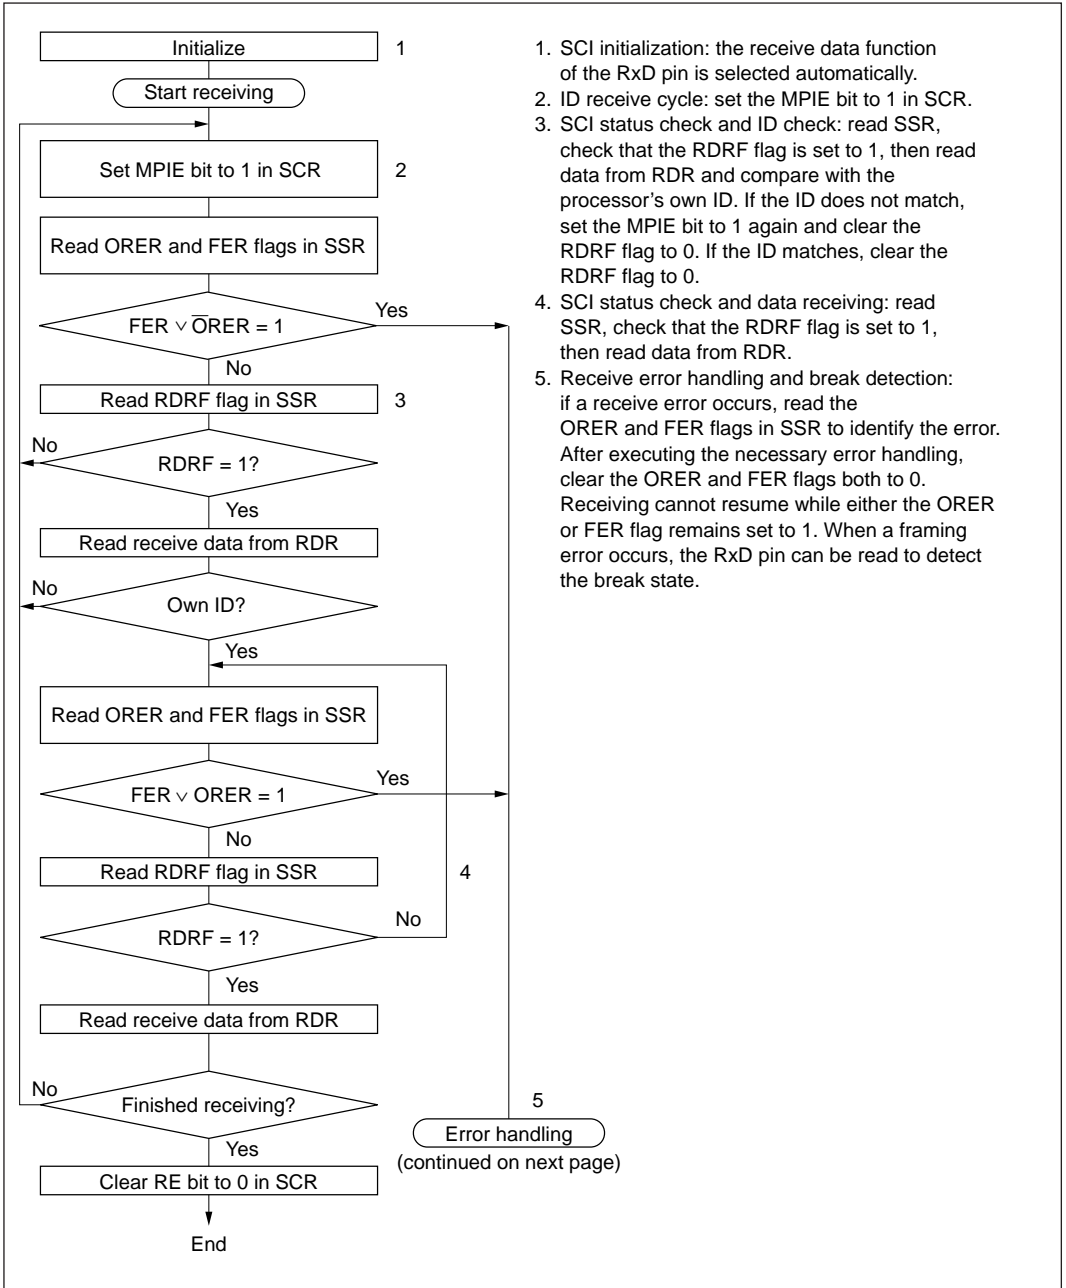 Initialize
1
Start receiving
Set MPIE bit to 1 in SCR
2
Read ORER and FER flags in SSR
FER ∨ O̅RER = 1
Yes
No
Read RDRF flag in SSR
3
No
RDRF = 1?
Yes
Read receive data from RDR
No
Own ID?
Yes
Read ORER and FER flags in SSR
FER ∨ ORER = 1
Yes
No
Read RDRF flag in SSR
4
No
RDRF = 1?
Yes
Read receive data from RDR
No
Finished receiving?
Yes
Clear RE bit to 0 in SCR
End
5
Error handling
(continued on next page)
1. SCI initialization: the receive data function
of the RxD pin is selected automatically.
2. ID receive cycle: set the MPIE bit to 1 in SCR.
3. SCI status check and ID check: read SSR,
check that the RDRF flag is set to 1, then read
data from RDR and compare with the
processor's own ID. If the ID does not match,
set the MPIE bit to 1 again and clear the
RDRF flag to 0. If the ID matches, clear the
RDRF flag to 0.
4. SCI status check and data receiving: read
SSR, check that the RDRF flag is set to 1,
then read data from RDR.
5. Receive error handling and break detection:
if a receive error occurs, read the
ORER and FER flags in SSR to identify the error.
After executing the necessary error handling,
clear the ORER and FER flags both to 0.
Receiving cannot resume while either the ORER
or FER flag remains set to 1. When a framing
error occurs, the RxD pin can be read to detect
the break state.